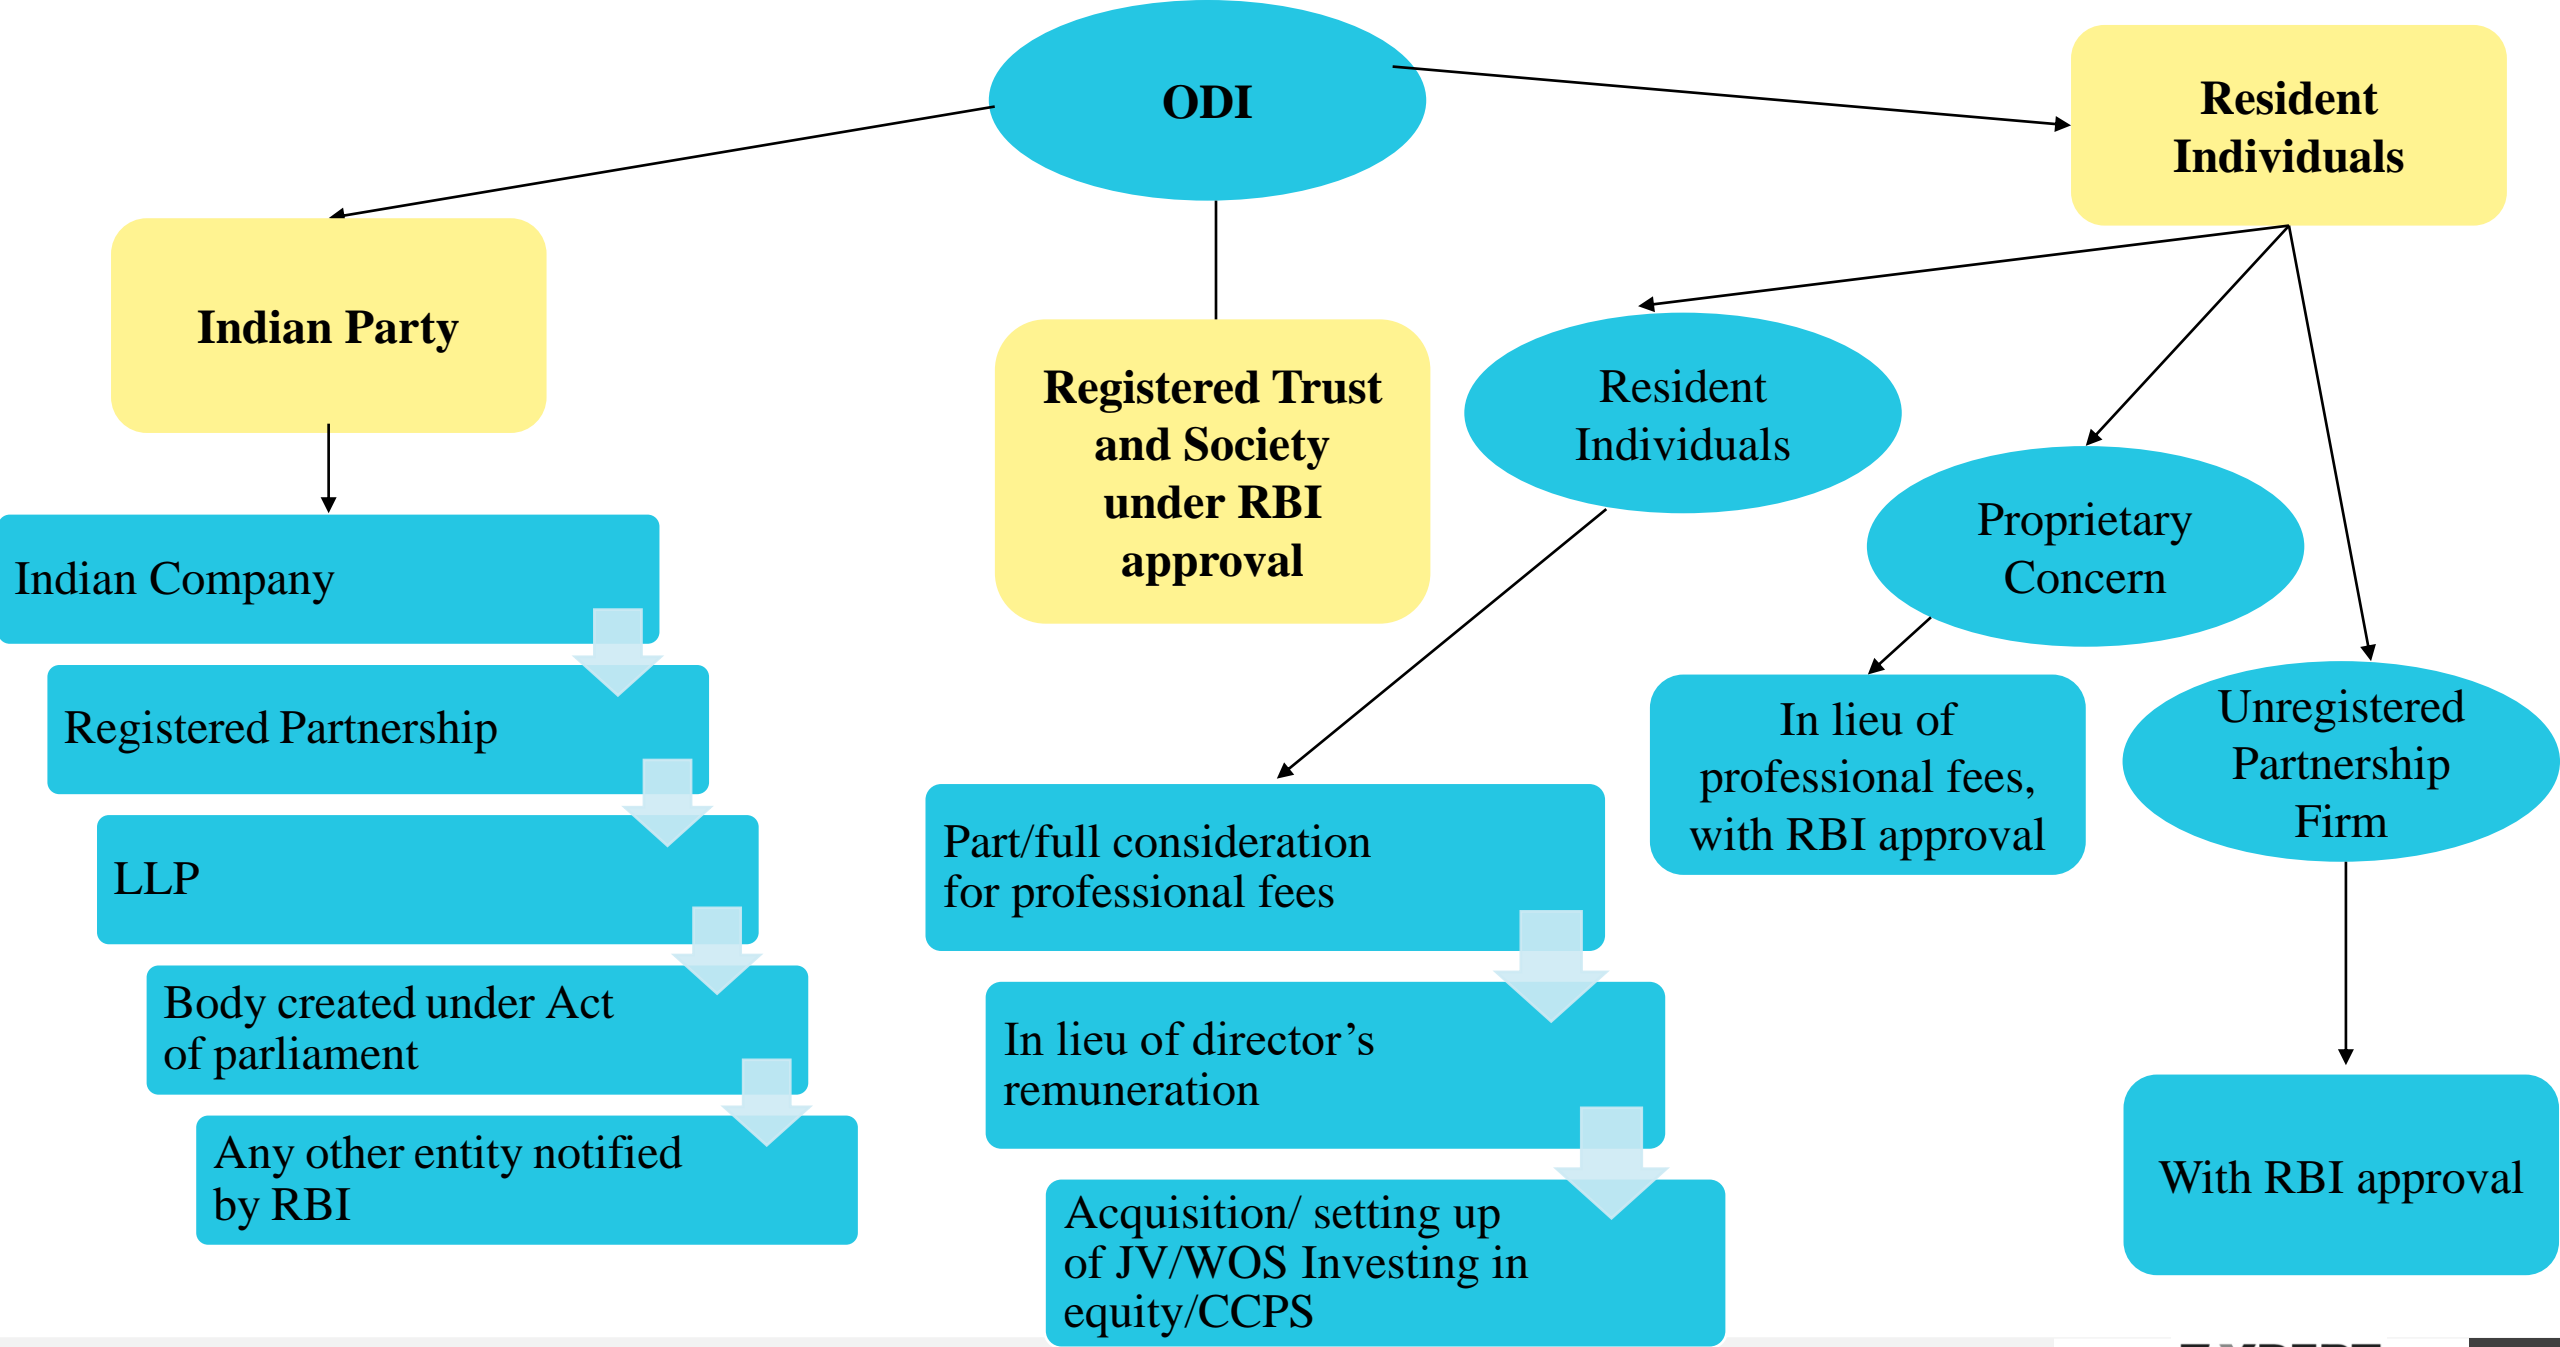 ODI
Resident
Individuals
Indian Party
Registered Trust
and Society
under RBI
approval
Resident
Individuals
Proprietary
Concern
Unregistered
Partnership
Firm
Indian Company
Registered Partnership
LLP
Body created under Act
of parliament
Any other entity notified
by RBI
Part/full consideration
for professional fees
In lieu of director’s
remuneration
Acquisition/ setting up
of JV/WOS Investing in
equity/CCPS
In lieu of
professional fees,
with RBI approval
With RBI approval